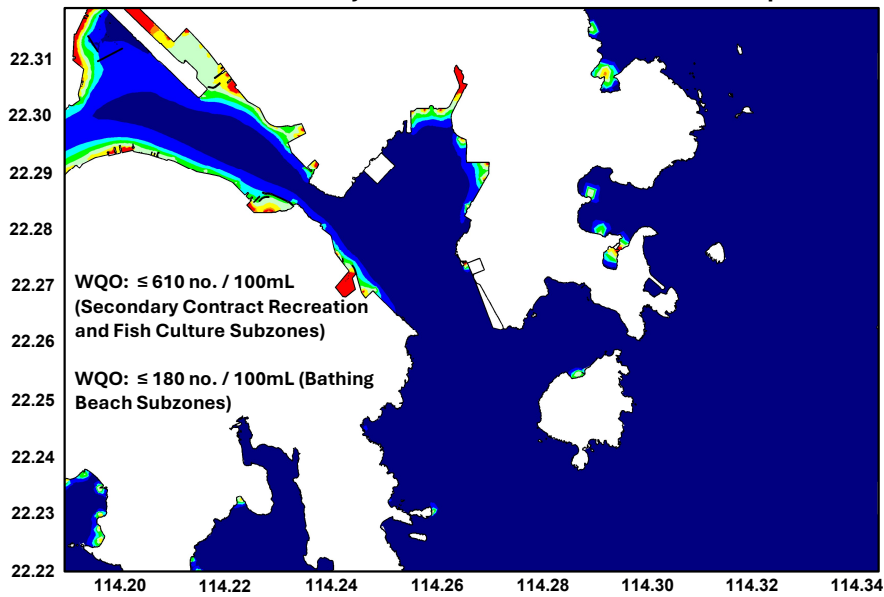 22.31
22.30
22.29
22.28
22.27
22.26
22.25
22.24
22.23
22.22
WQO: ≤ 610 no. / 100mL
(Secondary Contract Recreation
and Fish Culture Subzones)
WQO: ≤ 180 no. / 100mL (Bathing
Beach Subzones)
114.20 114.22 114.24 114.26 114.28 114.30 114.32 114.34